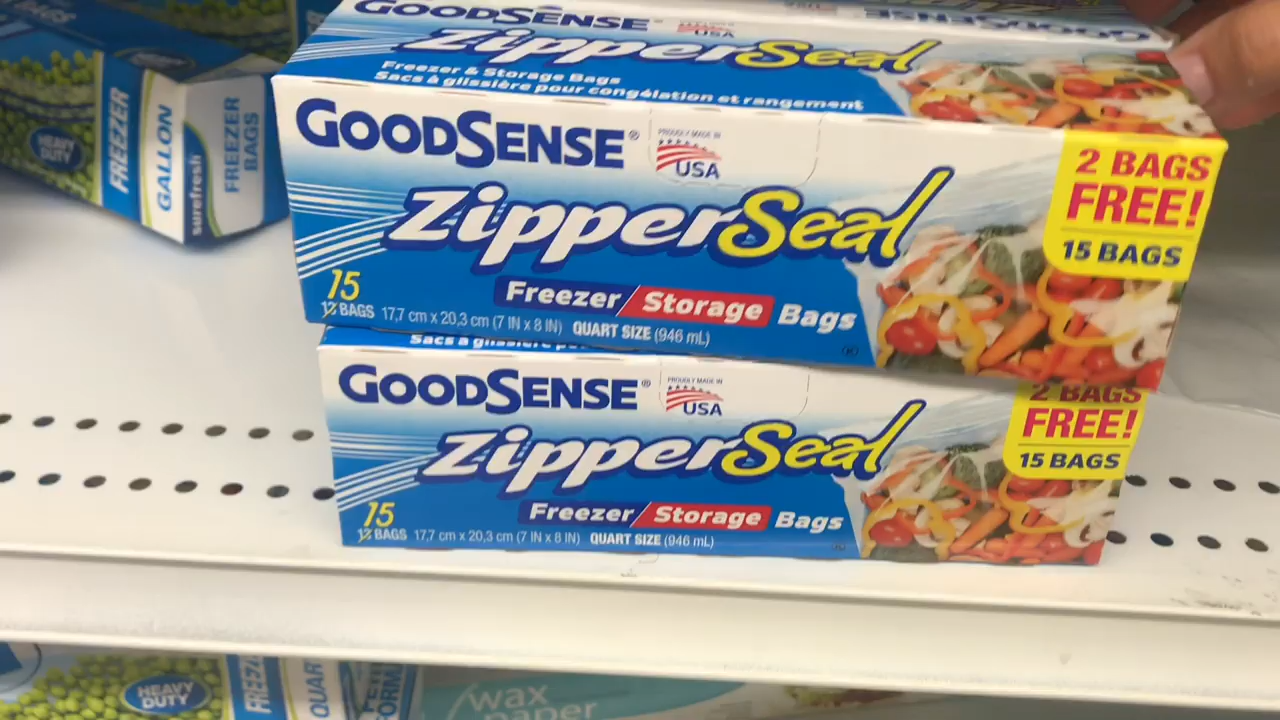 GOODSENSE®
USA
GOODSENSE
ZipperSeal
Freezer & Storage Bags
Sacs à glissière pour congélation et rangement
GOODSENSE®
PROUDLY MADE IN
USA
ZipperSeal
2 BAGS
FREE!
15 BAGS
15
Freezer/Storage Bags
13 BAGS 17,7 cm x 20,3 cm (7 IN x 8 IN) QUART SIZE (946 mL)
FREEZER
HEAVY
DUTY
GALLON
surefresh
FREEZER
BAGS
Sacs à glissière
GOODSENSE®
PROUDLY MADE IN
USA
ZipperSeal
2 BAGS
FREE!
15 BAGS
15
Freezer/Storage Bags
13 BAGS 17,7 cm x 20,3 cm (7 IN x 8 IN) QUART SIZE (946 mL)
HEAVY
DUTY
wax
paper